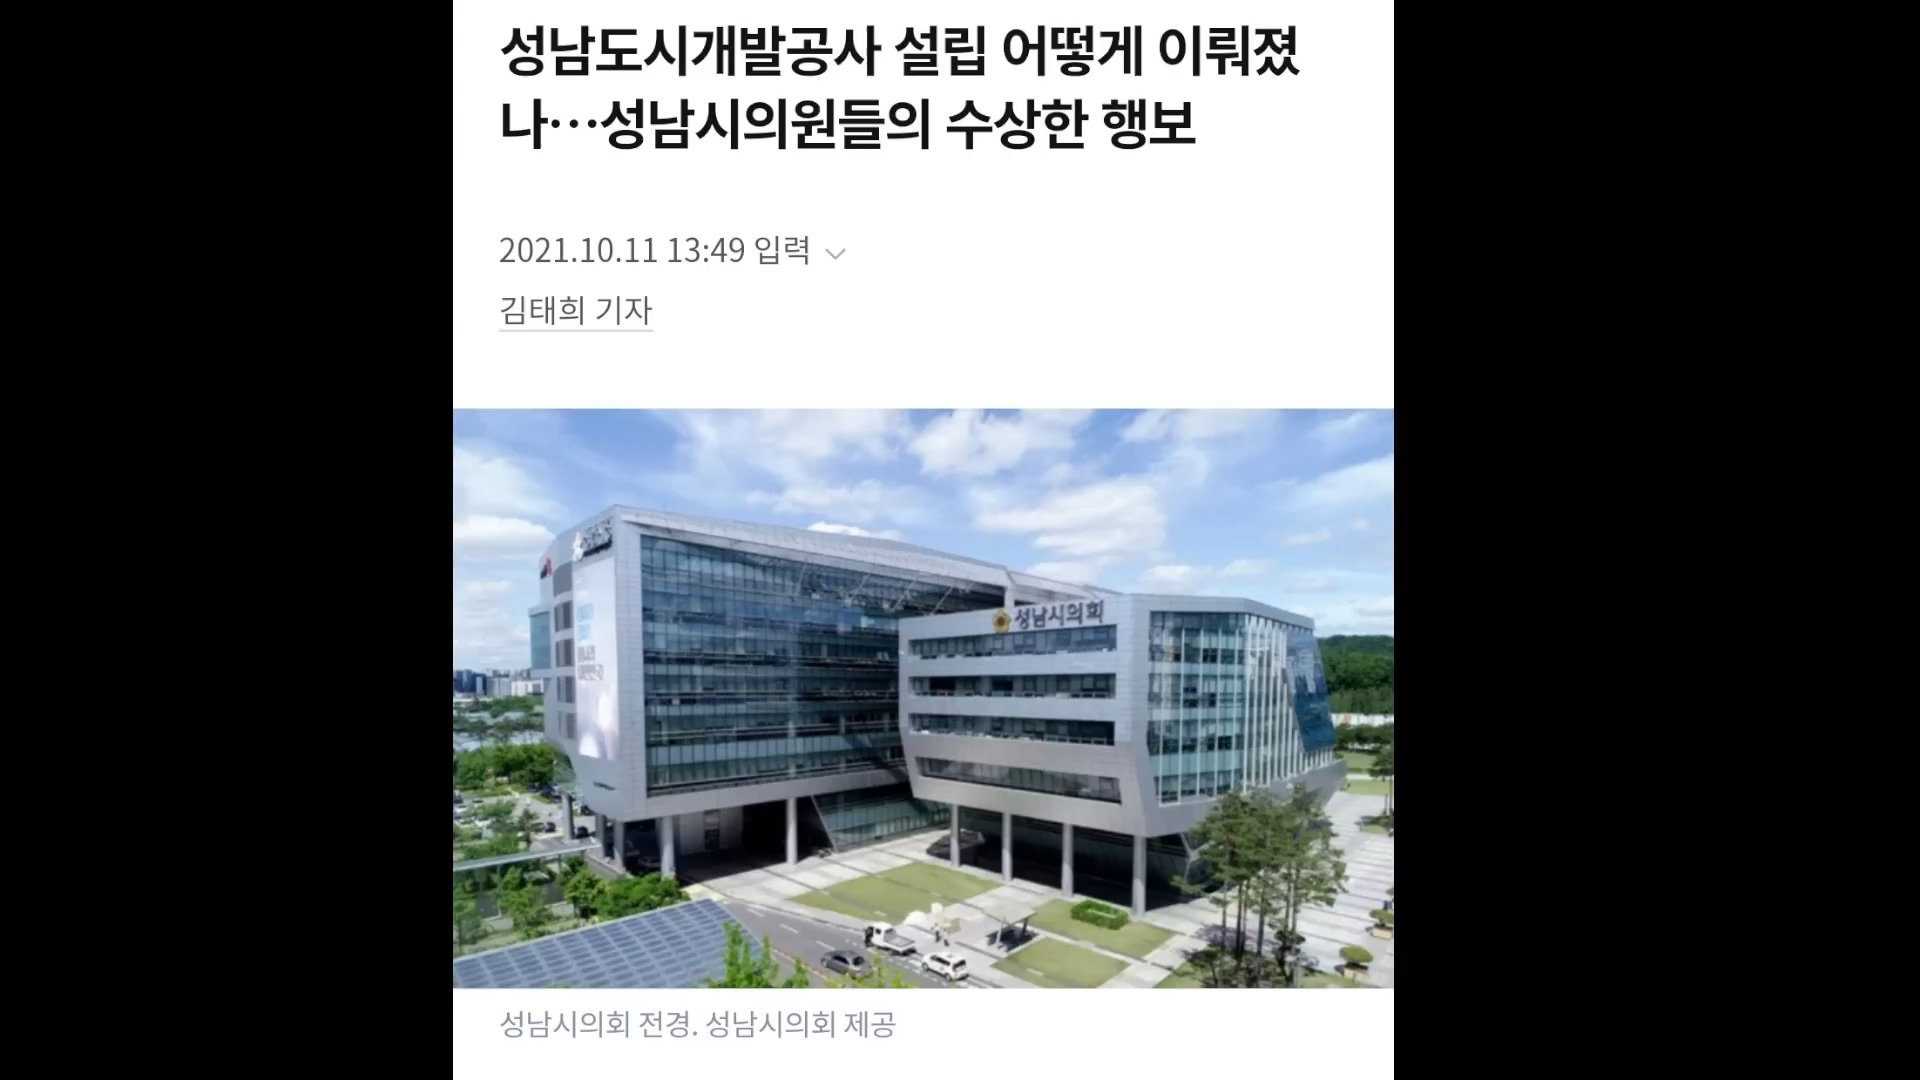 성남도시개발공사 설립 어떻게 이뤄졌
나…성남시의원들의 수상한 행보
2021.10.11 13:49 입력
김태희 기자
성남시의회
성남시의회 전경. 성남시의회 제공